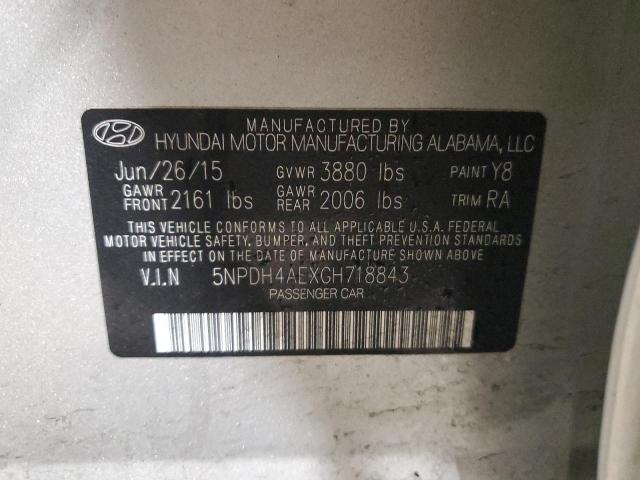 MANUFACTURED BY
HYUNDAI MOTOR MANUFACTURING ALABAMA, LLC
Jun/26/15 GVWR 3880 lbs PAINT Y8
GAWR FRONT 2161 lbs GAWR REAR 2006 lbs TRIM RA
THIS VEHICLE CONFORMS TO ALL APPLICABLE U.S.A. FEDERAL
MOTOR VEHICLE SAFETY, BUMPER, AND THEFT PREVENTION
STANDARDS IN EFFECT ON THE DATE OF MANUFACTURE SHOWN ABOVE
V.I.N 5NPDH4AEXGH718843
PASSENGER CAR